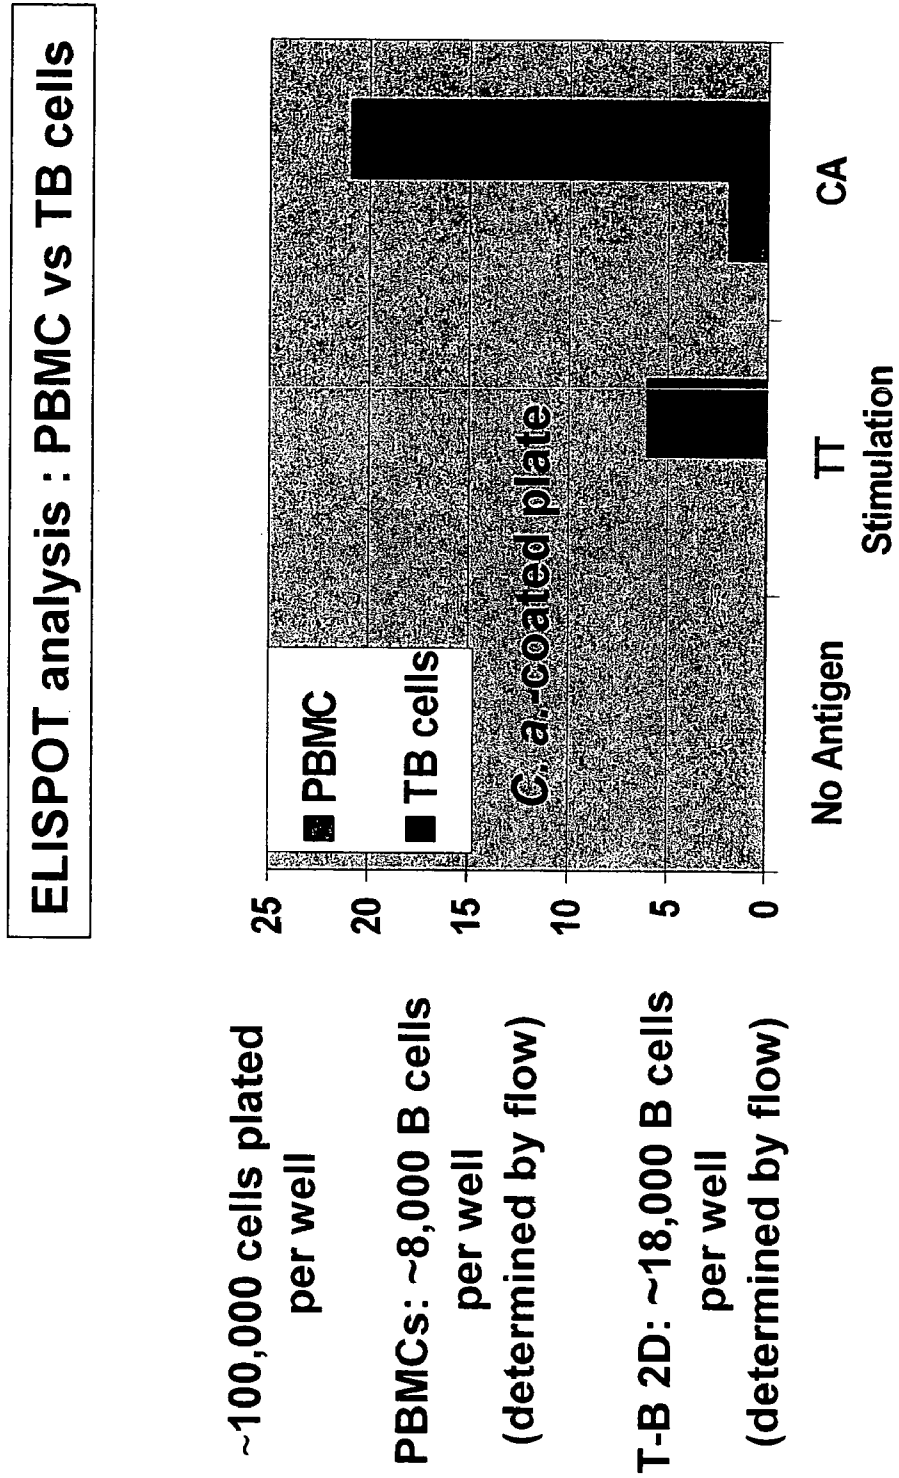 ELISPOT analysis : PBMC vs TB cells
~100,000 cells plated
per well
PBMCs: ~8,000 B cells
per well
(determined by flow)
T-B 2D: ~18,000 B cells
per well
(determined by flow)
25
20
15
10
5
0
PBMC
TB cells
C. a.-coated plate
No Antigen
TT
CA
Stimulation